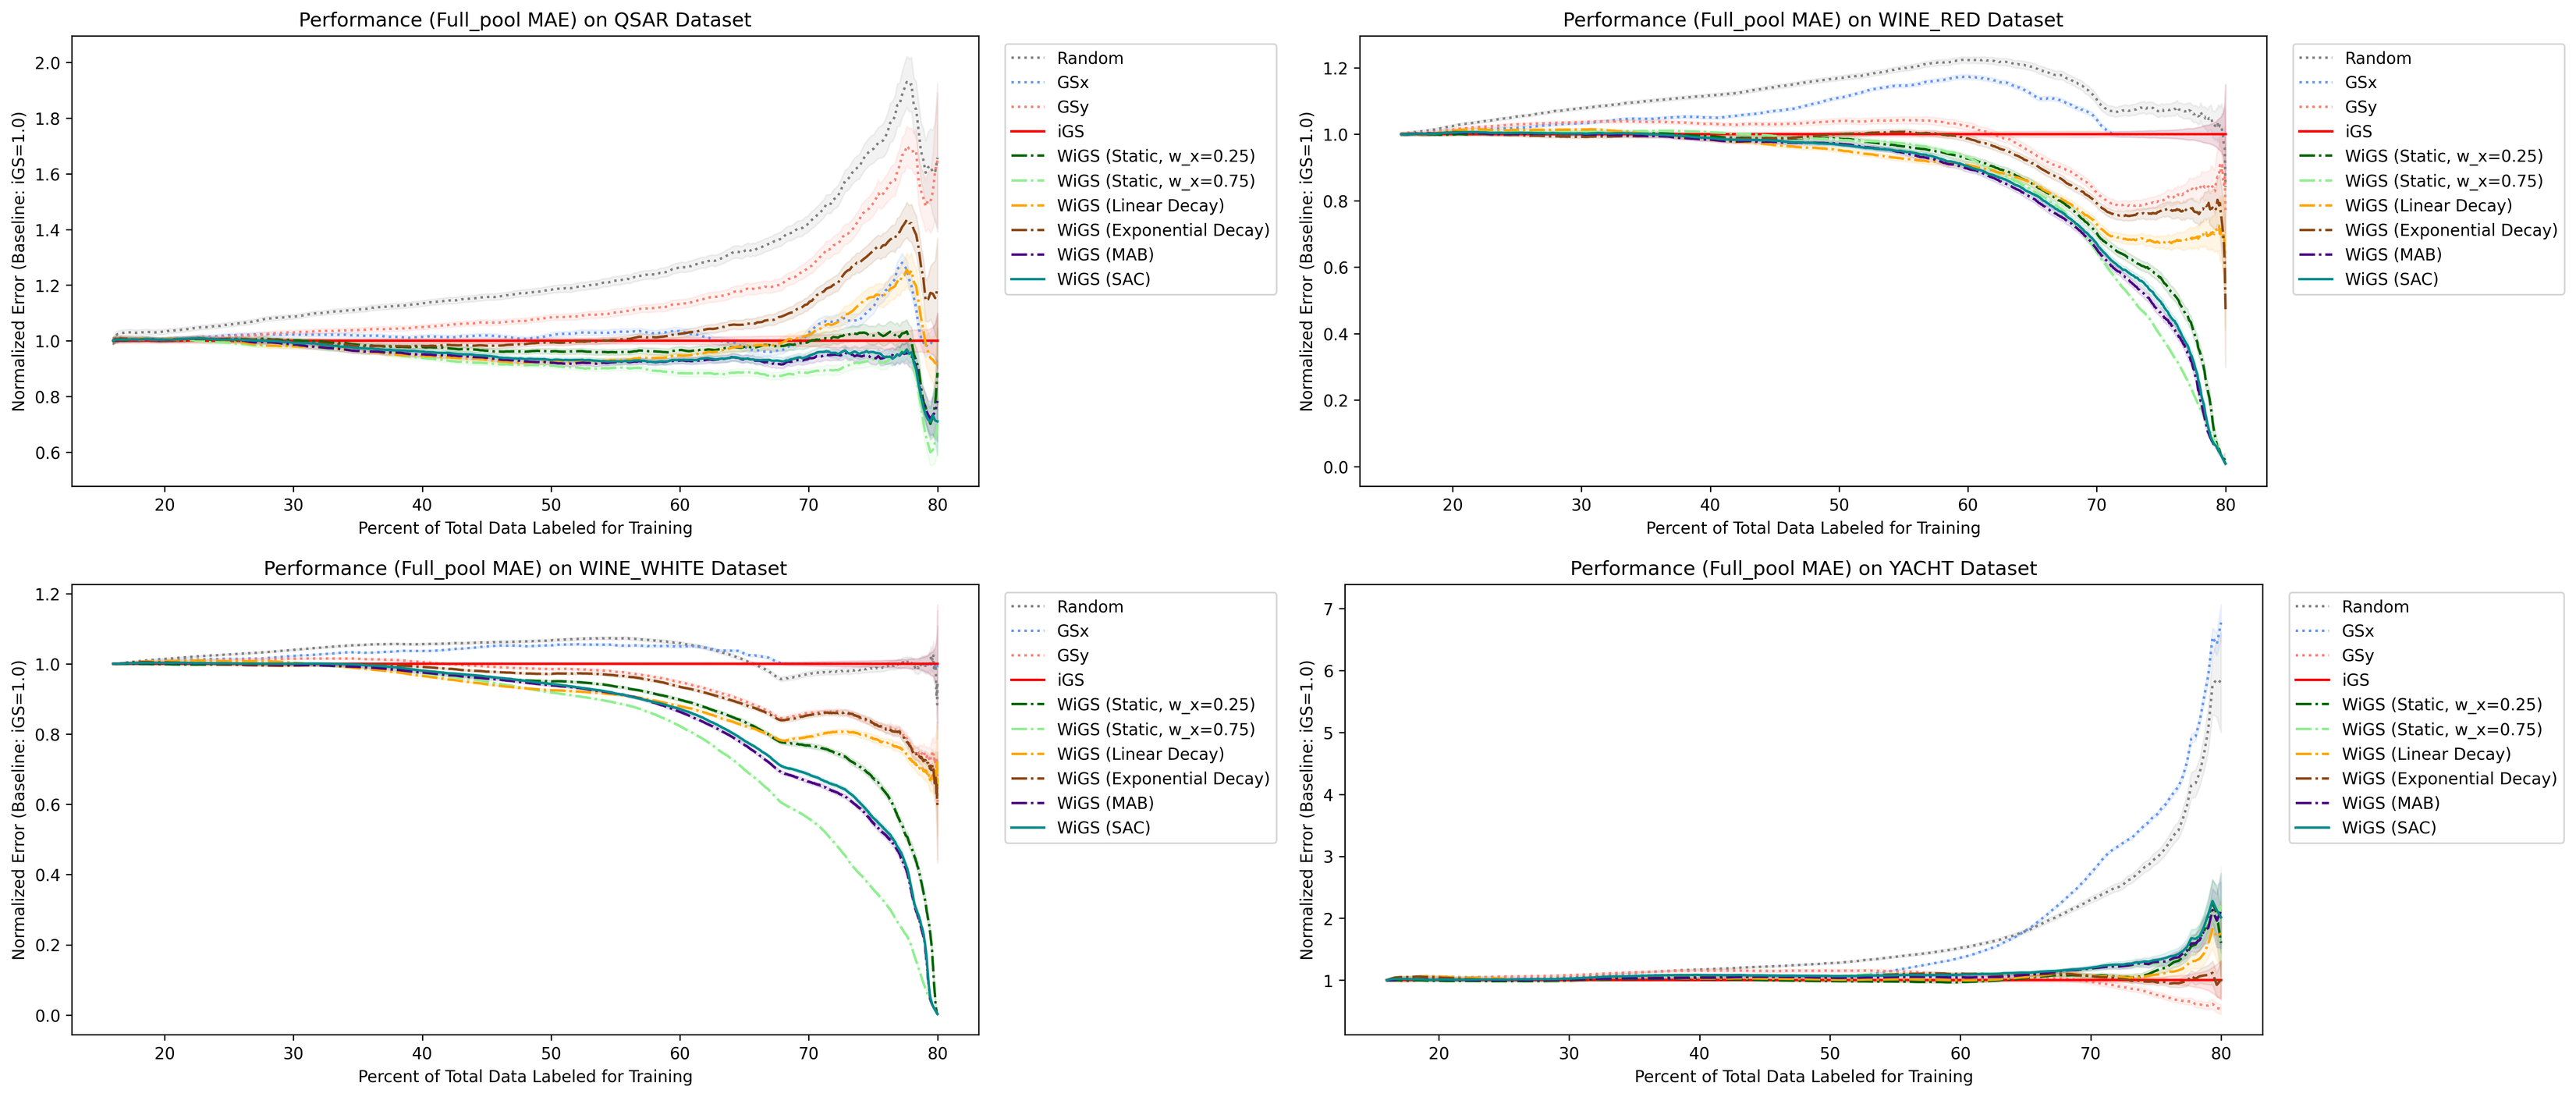 Performance (Full_pool MAE) on QSAR Dataset
Normalized Error (Baseline: iGS=1.0)
2.0
1.8
1.6
1.4
1.2
1.0
0.8
0.6
20 30 40 50 60 70 80
Percent of Total Data Labeled for Training
Random
GSx
GSy
iGS
WiGS (Static, w_x=0.25)
WiGS (Static, w_x=0.75)
WiGS (Linear Decay)
WiGS (Exponential Decay)
WiGS (MAB)
WiGS (SAC)
Performance (Full_pool MAE) on WINE_RED Dataset
Normalized Error (Baseline: iGS=1.0)
1.2
1.0
0.8
0.6
0.4
0.2
0.0
20 30 40 50 60 70 80
Percent of Total Data Labeled for Training
Random
GSx
GSy
iGS
WiGS (Static, w_x=0.25)
WiGS (Static, w_x=0.75)
WiGS (Linear Decay)
WiGS (Exponential Decay)
WiGS (MAB)
WiGS (SAC)
Performance (Full_pool MAE) on WINE_WHITE Dataset
Normalized Error (Baseline: iGS=1.0)
1.2
1.0
0.8
0.6
0.4
0.2
0.0
20 30 40 50 60 70 80
Percent of Total Data Labeled for Training
Random
GSx
GSy
iGS
WiGS (Static, w_x=0.25)
WiGS (Static, w_x=0.75)
WiGS (Linear Decay)
WiGS (Exponential Decay)
WiGS (MAB)
WiGS (SAC)
Performance (Full_pool MAE) on YACHT Dataset
Normalized Error (Baseline: iGS=1.0)
7
6
5
4
3
2
1
20 30 40 50 60 70 80
Percent of Total Data Labeled for Training
Random
GSx
GSy
iGS
WiGS (Static, w_x=0.25)
WiGS (Static, w_x=0.75)
WiGS (Linear Decay)
WiGS (Exponential Decay)
WiGS (MAB)
WiGS (SAC)